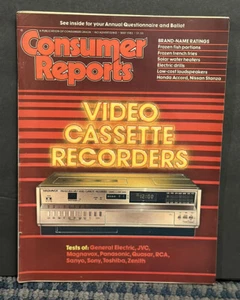 See inside for your Annual Questionnaire and Ballot
Consumer
Reports
BRAND-NAME RATINGS
Frozen fish portions
Frozen french fries
Solar water heaters
Electric drills
Low-cost loudspeakers
Honda Accord, Nissan Stanza
VIDEO
CASSETTE
RECORDERS
Tests of: General Electric, JVC,
Magnavox, Panasonic, Quasar, RCA,
Sanyo, Sony, Toshiba, Zenith